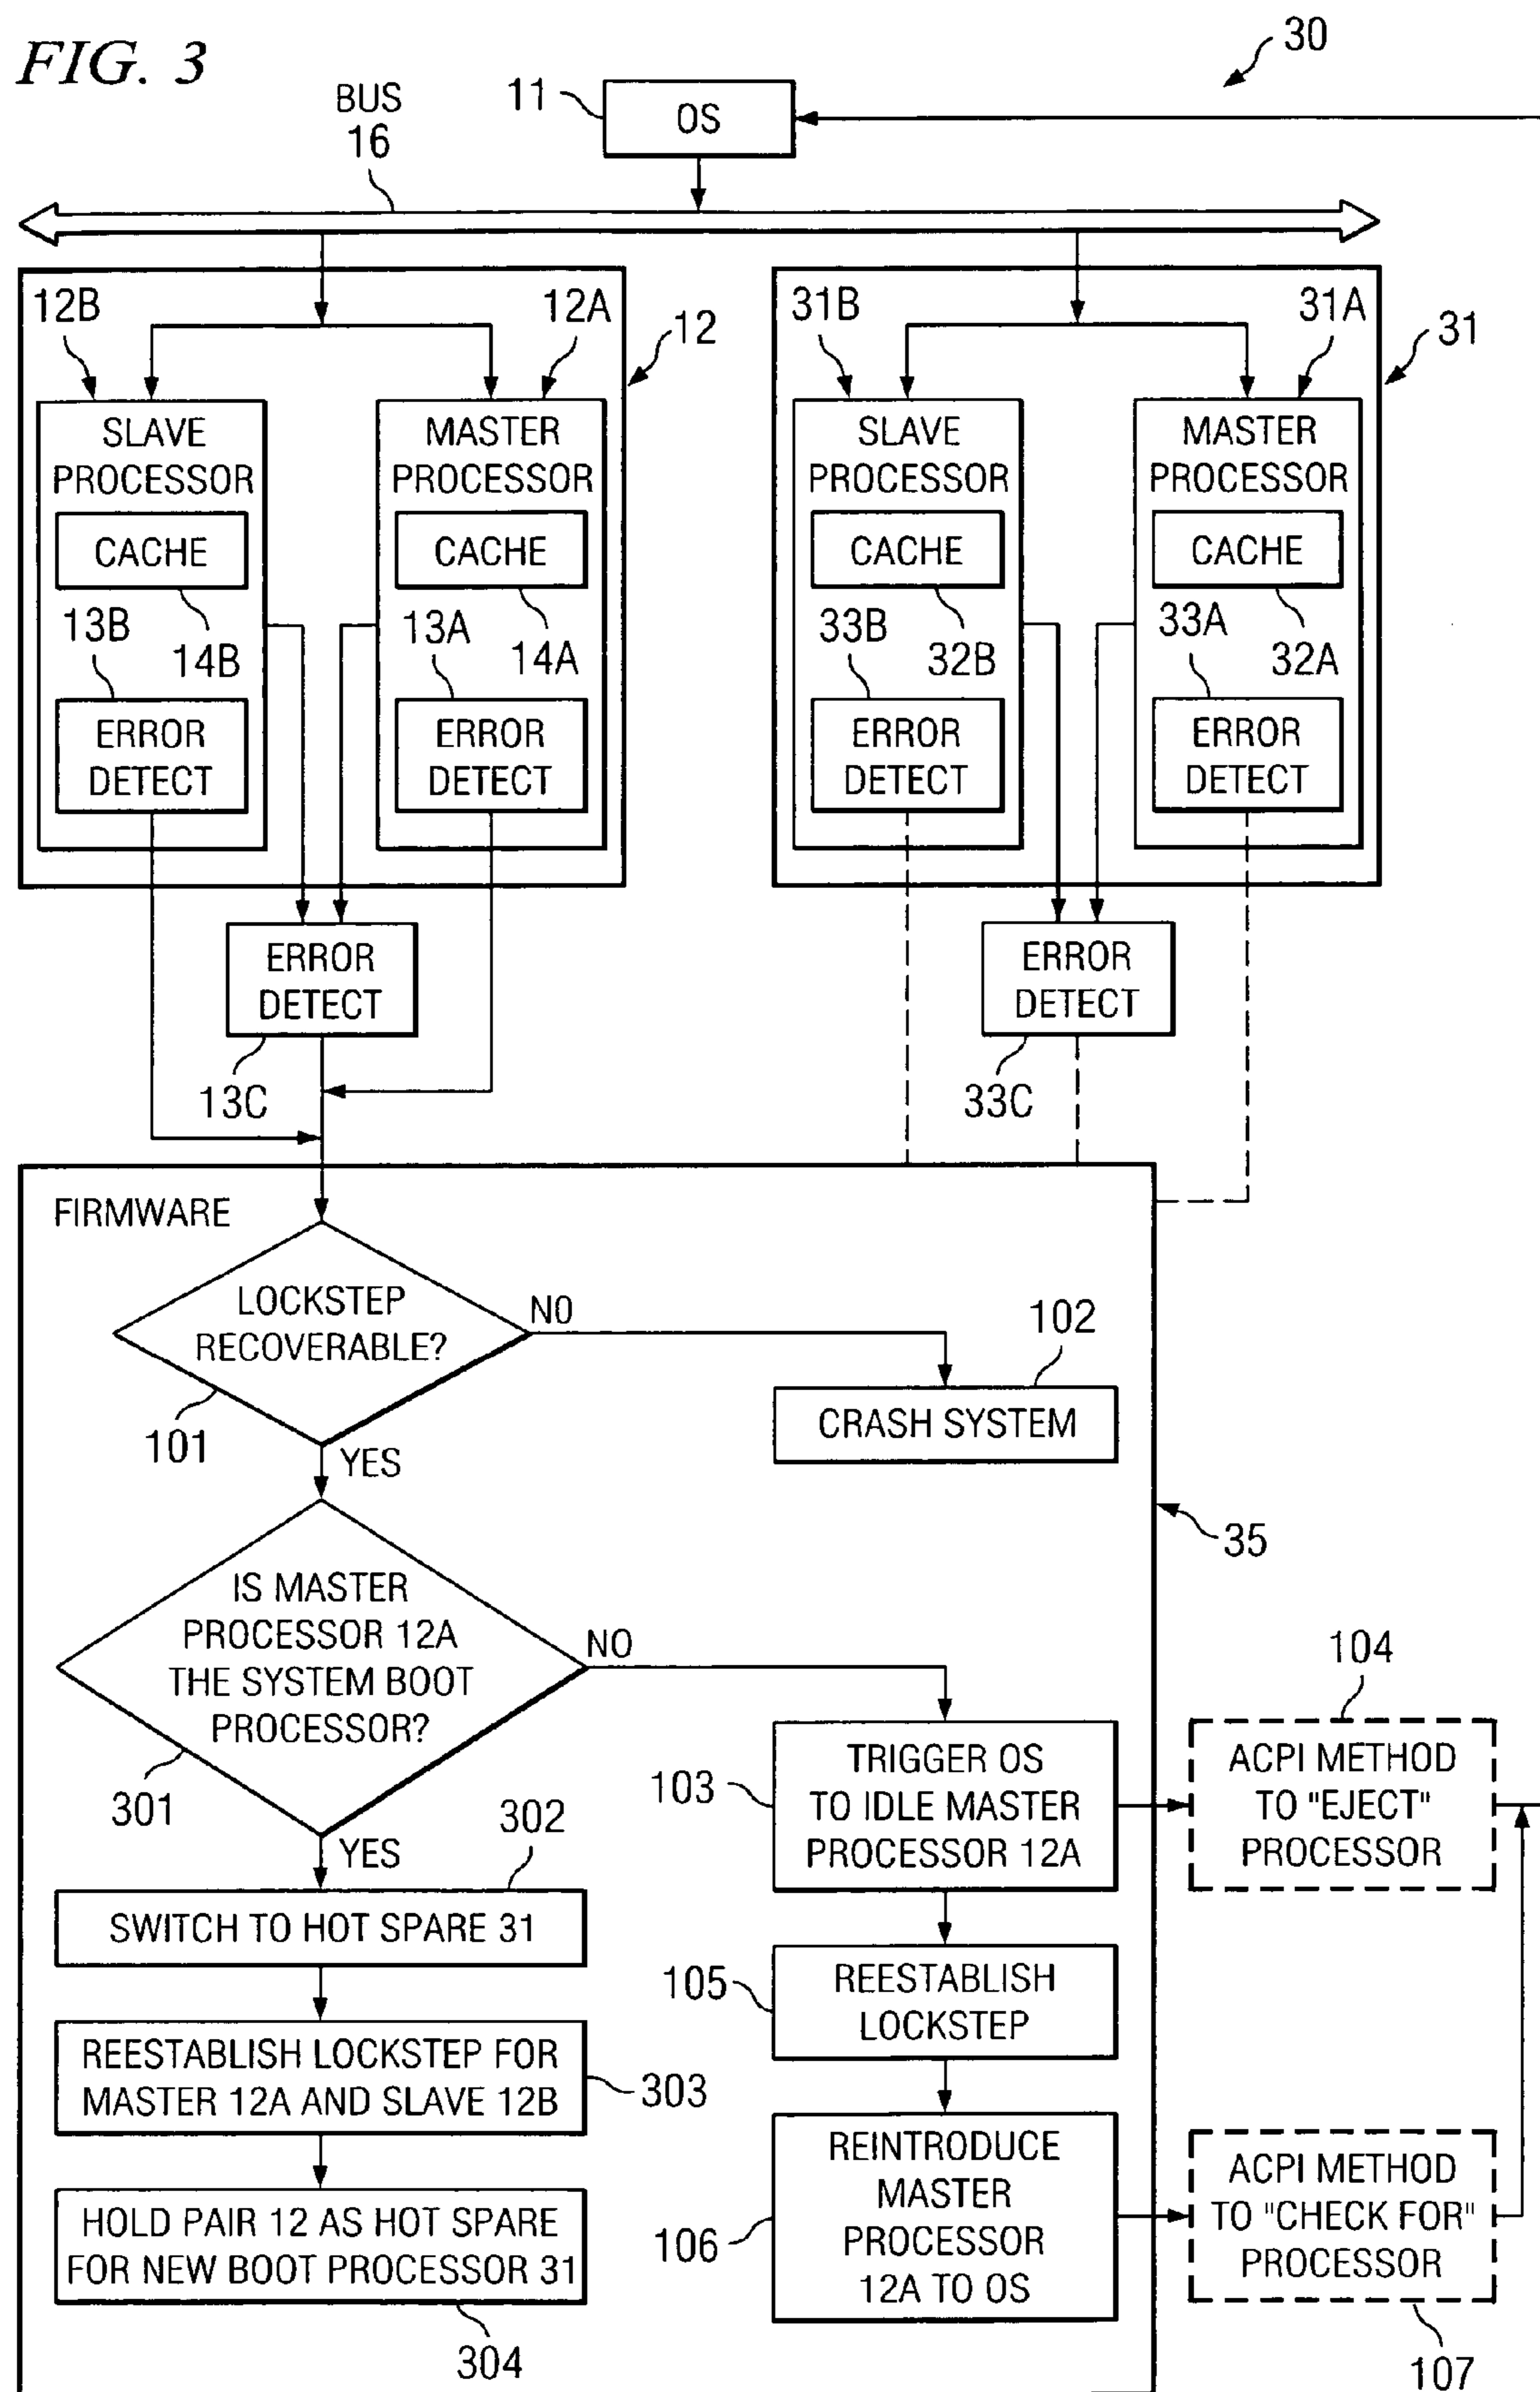 FIG. 3
30
BUS
16
11
OS
12B
12A
12
31B
31A
31
SLAVE
PROCESSOR
CACHE
13B
14B
ERROR
DETECT
MASTER
PROCESSOR
CACHE
13A
14A
ERROR
DETECT
SLAVE
PROCESSOR
CACHE
33B
32B
ERROR
DETECT
MASTER
PROCESSOR
CACHE
33A
32A
ERROR
DETECT
ERROR
DETECT
13C
ERROR
DETECT
33C
FIRMWARE
LOCKSTEP
RECOVERABLE?
NO
101
YES
102
CRASH SYSTEM
35
IS MASTER
PROCESSOR 12A
THE SYSTEM BOOT
PROCESSOR?
NO
301
YES
302
SWITCH TO HOT SPARE 31
REESTABLISH LOCKSTEP FOR
MASTER 12A AND SLAVE 12B
303
HOLD PAIR 12 AS HOT SPARE
FOR NEW BOOT PROCESSOR 31
304
103
TRIGGER OS
TO IDLE MASTER
PROCESSOR 12A
104
ACPI METHOD
TO "EJECT"
PROCESSOR
105
REESTABLISH
LOCKSTEP
106
REINTRODUCE
MASTER
PROCESSOR
12A TO OS
ACPI METHOD
TO "CHECK FOR"
PROCESSOR
107